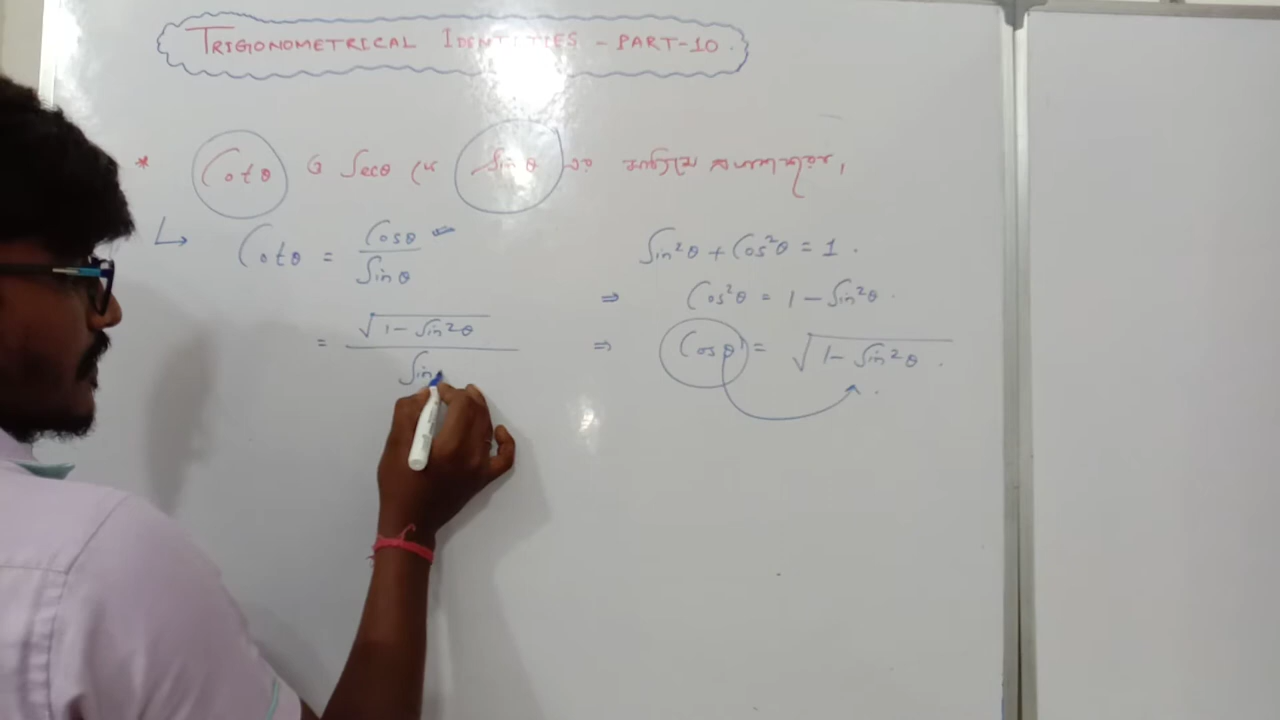 TRIGONOMETRICAL IDENTITIES - PART-10.
* Cotθ ও Secθ কে Sinθ এর মাধ্যমে প্রকাশ কর।
↳ Cotθ = Cosθ / Sinθ
= √(1 - Sin²θ) / Sin
Sin²θ + Cos²θ = 1.
⇒ Cos²θ = 1 - Sin²θ.
⇒ Cosθ = √(1 - Sin²θ).